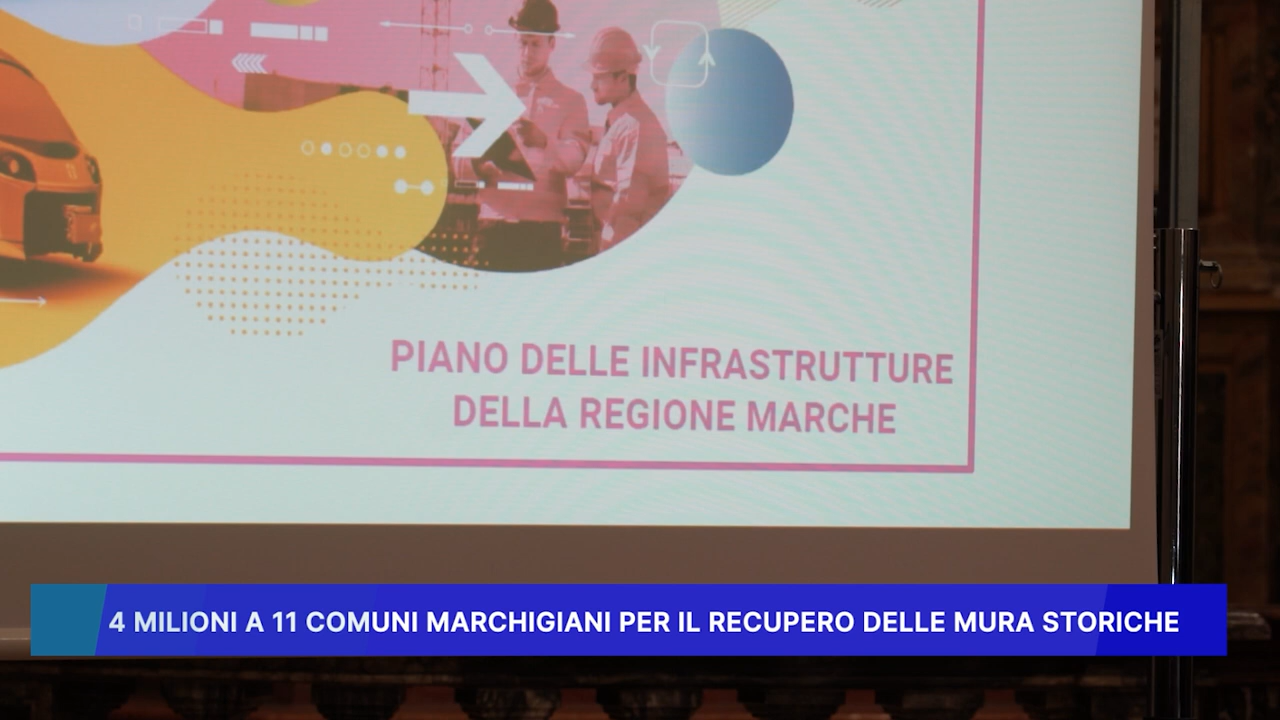 PIANO DELLE INFRASTRUTTURE
DELLA REGIONE MARCHE
4 MILIONI A 11 COMUNI MARCHIGIANI PER IL RECUPERO DELLE MURA STORICHE